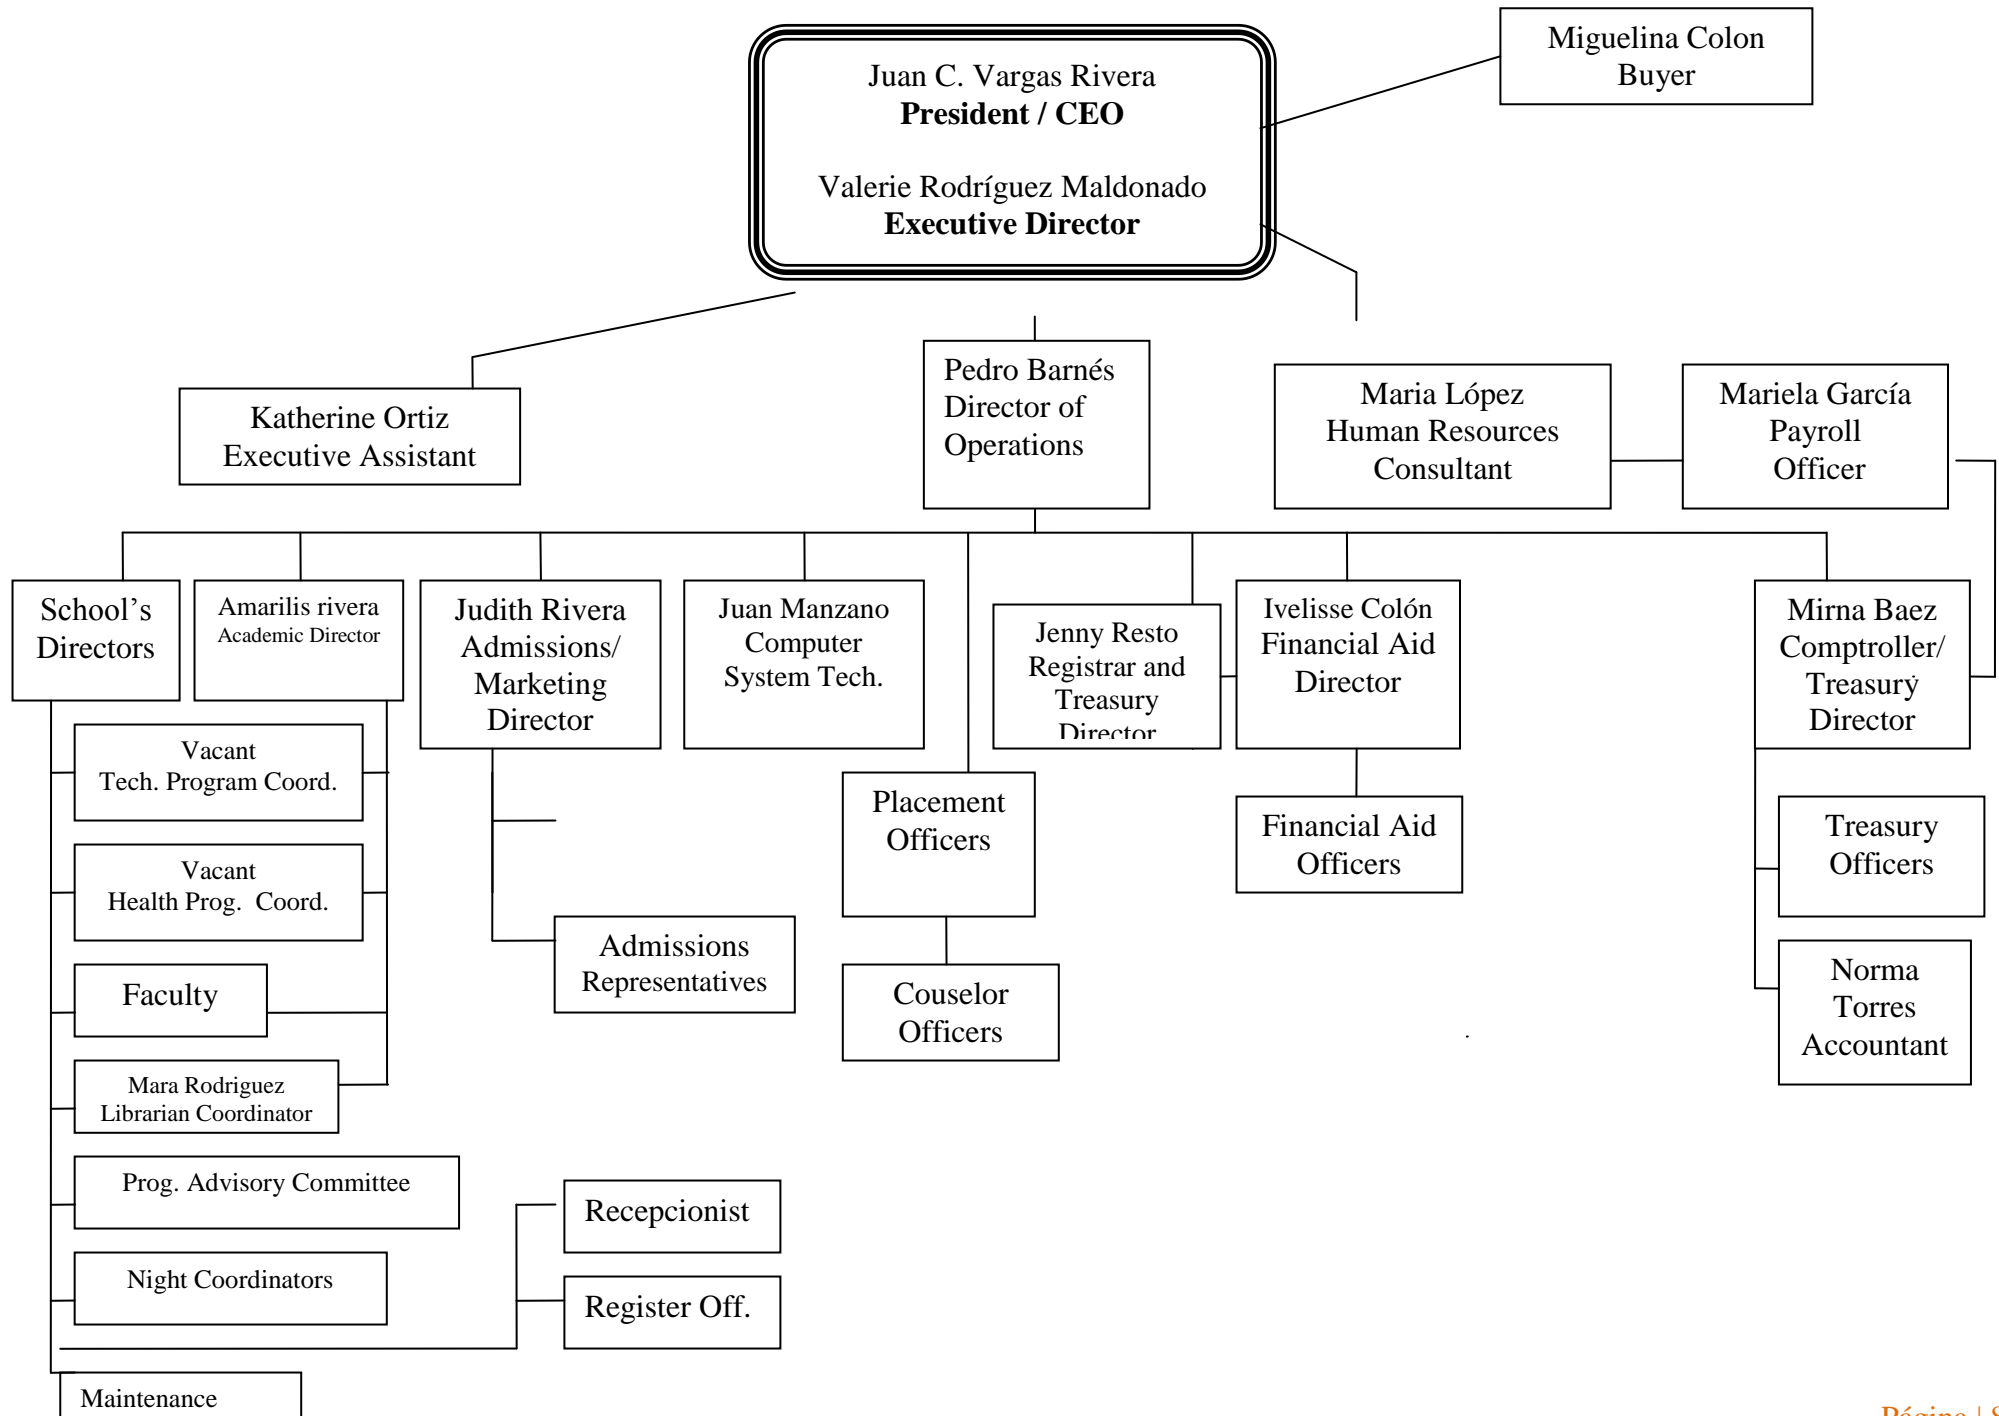 Miguelina Colon
Buyer
Juan C. Vargas Rivera
President / CEO
Valerie Rodríguez Maldonado
Executive Director
Katherine Ortiz
Executive Assistant
Pedro Barnés
Director of
Operations
Maria López
Human Resources
Consultant
Mariela García
Payroll
Officer
School’s
Directors
Amarilis rivera
Academic Director
Judith Rivera
Admissions/
Marketing
Director
Juan Manzano
Computer
System Tech.
Jenny Resto
Registrar and
Treasury
Director
Ivelisse Colón
Financial Aid
Director
Mirna Baez
Comptroller/
Treasury
Director
Vacant
Tech. Program Coord.
Vacant
Health Prog. Coord.
Faculty
Mara Rodriguez
Librarian Coordinator
Prog. Advisory Committee
Night Coordinators
Maintenance
Admissions
Representatives
Recepcionist
Register Off.
Placement
Officers
Couselor
Officers
Financial Aid
Officers
Treasury
Officers
Norma
Torres
Accountant
Página |